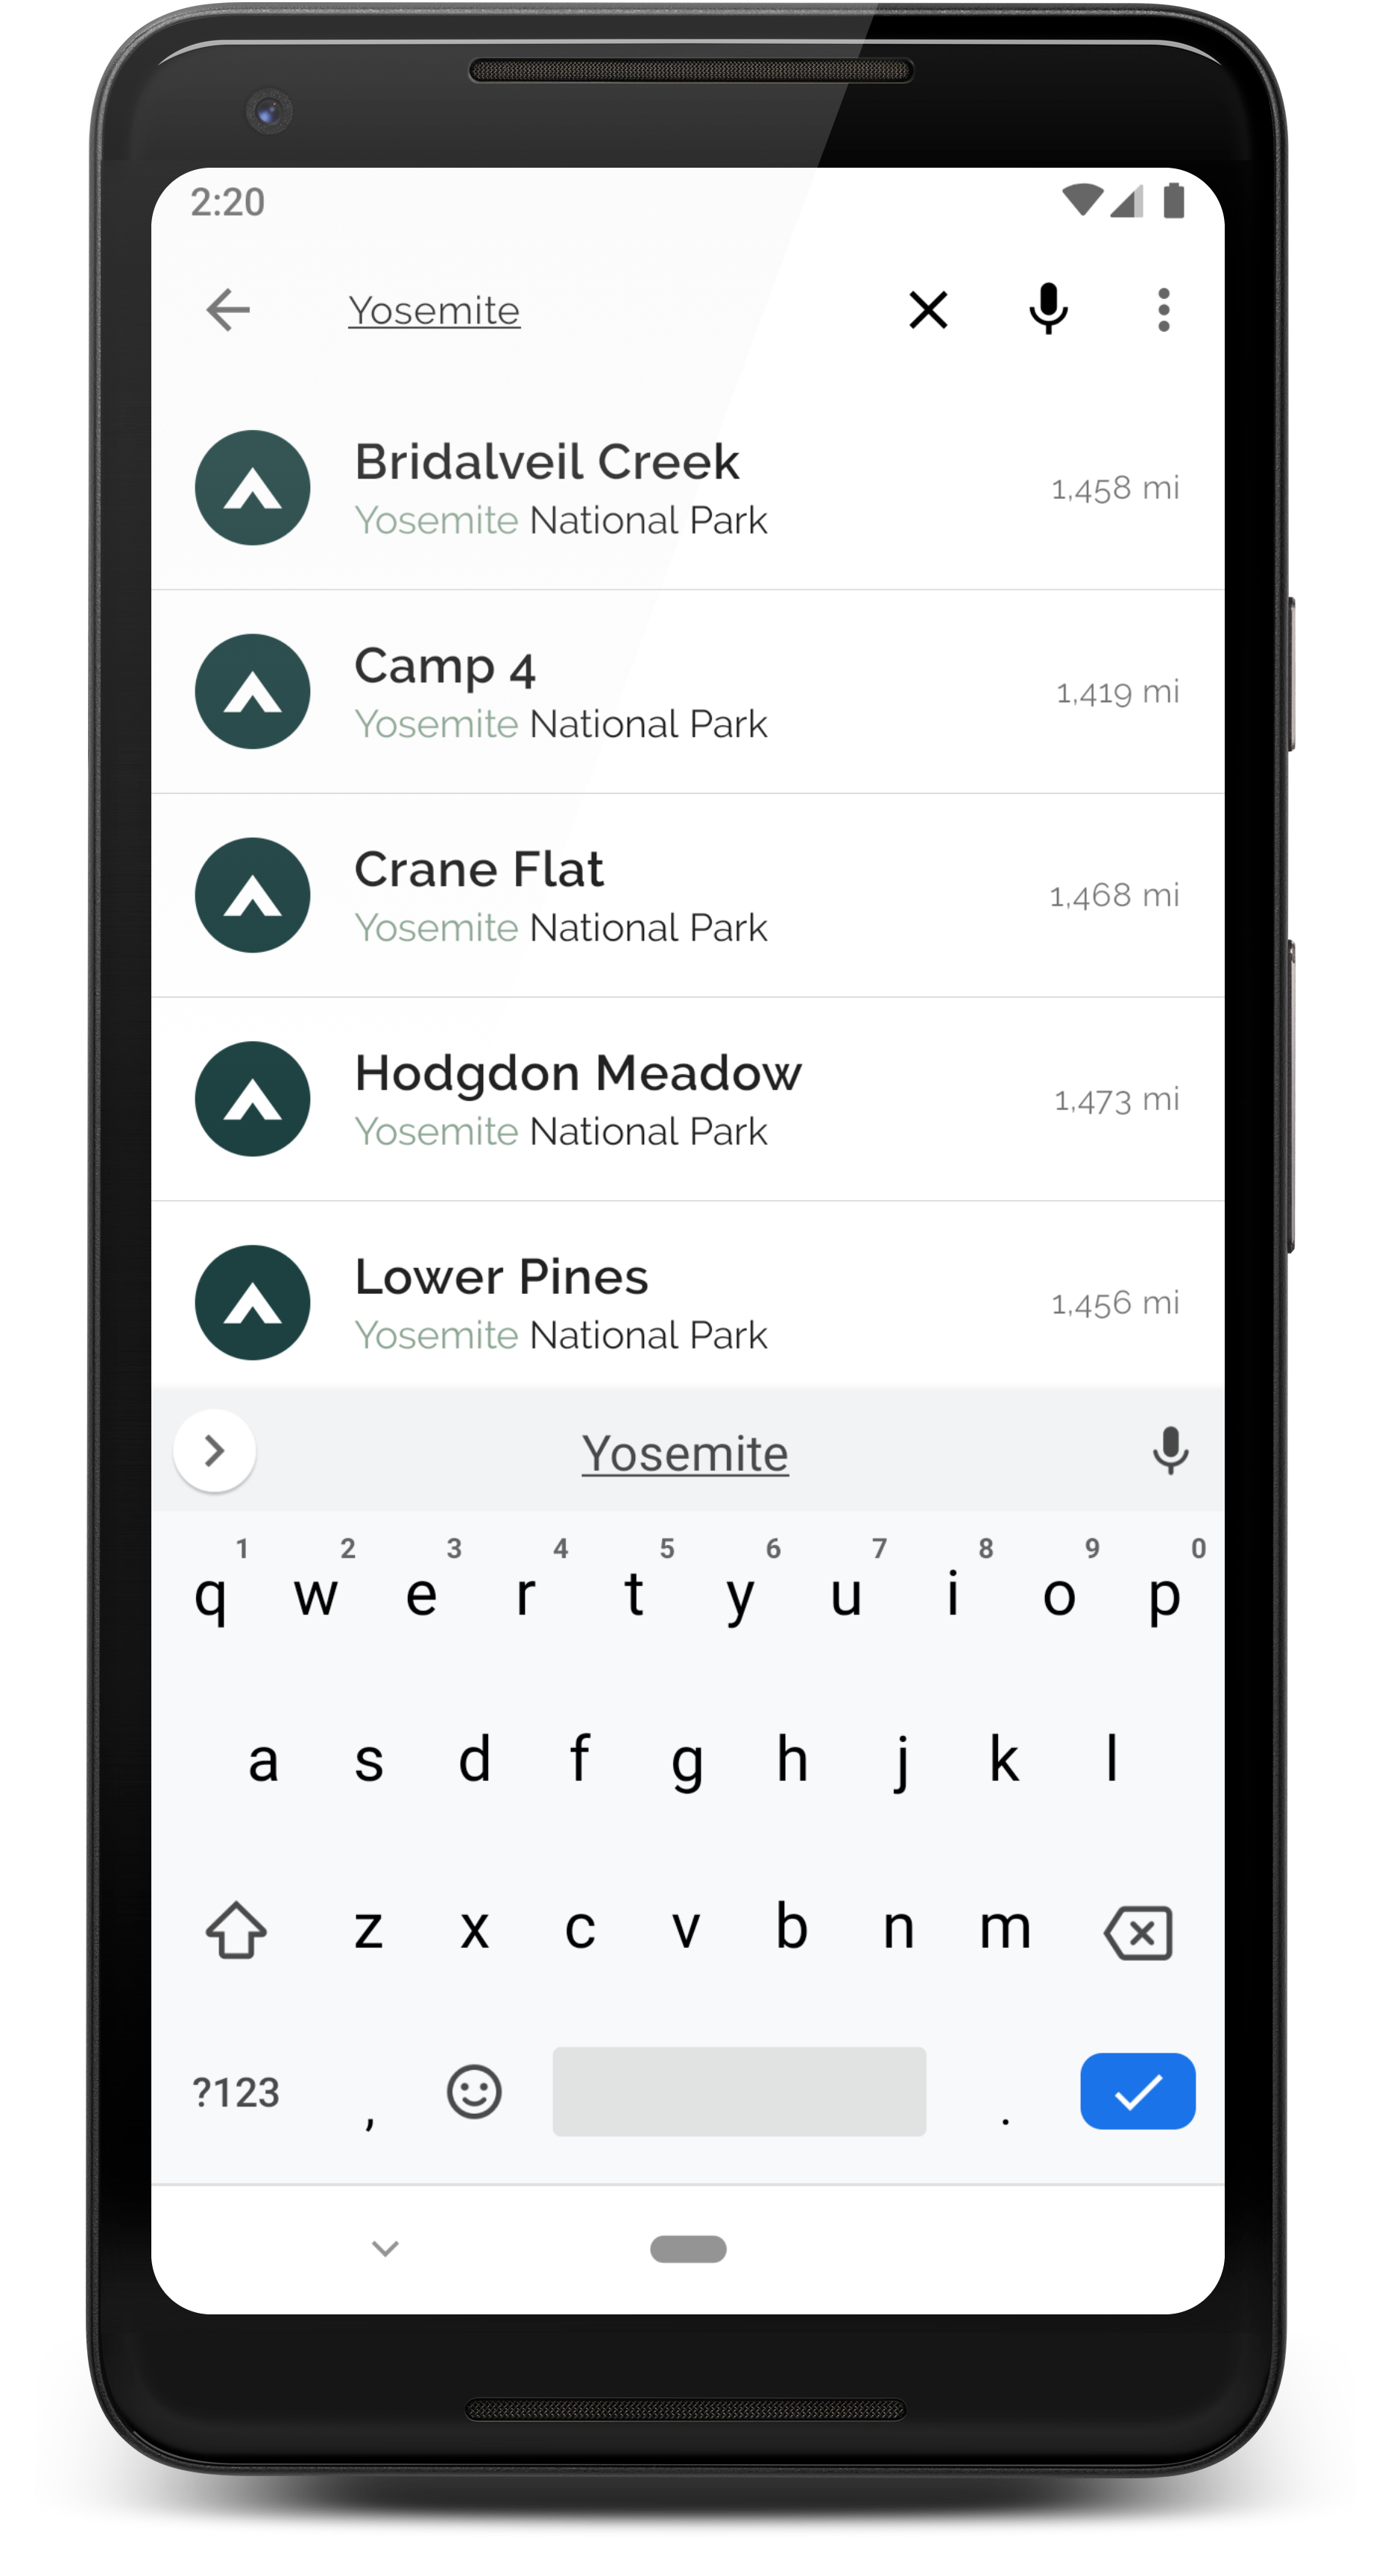 2:20
Yosemite
Bridalveil Creek
Yosemite National Park
1,458 mi
Camp 4
Yosemite National Park
1,419 mi
Crane Flat
Yosemite National Park
1,468 mi
Hodgdon Meadow
Yosemite National Park
1,473 mi
Lower Pines
Yosemite National Park
1,456 mi
Yosemite
1 2 3 4 5 6 7 8 9 0
q w e r t y u i o p
a s d f g h j k l
z x c v b n m
?123 , .